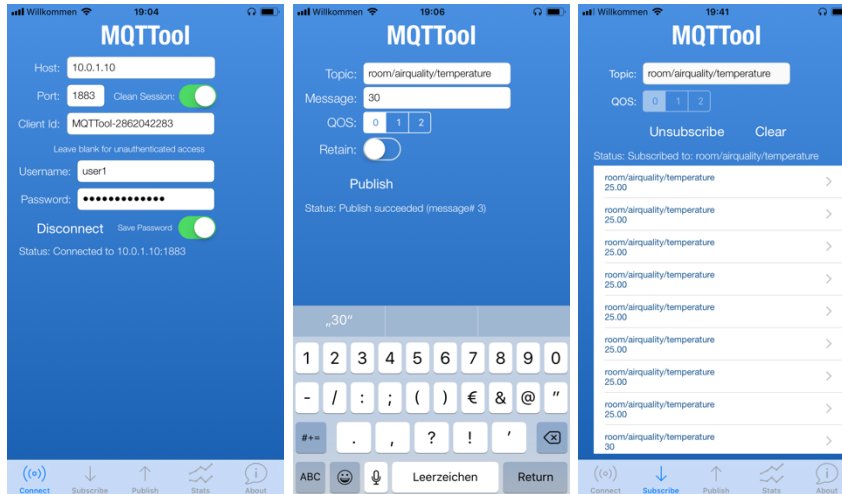 Willkommen 19:04
MQTTool
Host: 10.0.1.10
Port: 1883 Clean Session:
Client Id: MQTTool-2862042283
Leave blank for unauthenticated access
Username: user1
Password: •••••••••••••
Disconnect Save Password
Status: Connected to 10.0.1.10:1883
Connect Subscribe Publish Stats About
Willkommen 19:06
MQTTool
Topic: room/airquality/temperature
Message: 30
QOS: 0 1 2
Retain:
Publish
Status: Publish succeeded (message# 3)
„30“
1 2 3 4 5 6 7 8 9 0
- / : ; ( ) € & @ "
#+= . , ? ! '
ABC Leerzeichen Return
Willkommen 19:41
MQTTool
Topic: room/airquality/temperature
QOS: 0 1 2
Unsubscribe Clear
Status: Subscribed to: room/airquality/temperature
room/airquality/temperature
25.00
room/airquality/temperature
25.00
room/airquality/temperature
25.00
room/airquality/temperature
25.00
room/airquality/temperature
25.00
room/airquality/temperature
25.00
room/airquality/temperature
25.00
room/airquality/temperature
25.00
room/airquality/temperature
30
Connect Subscribe Publish Stats About